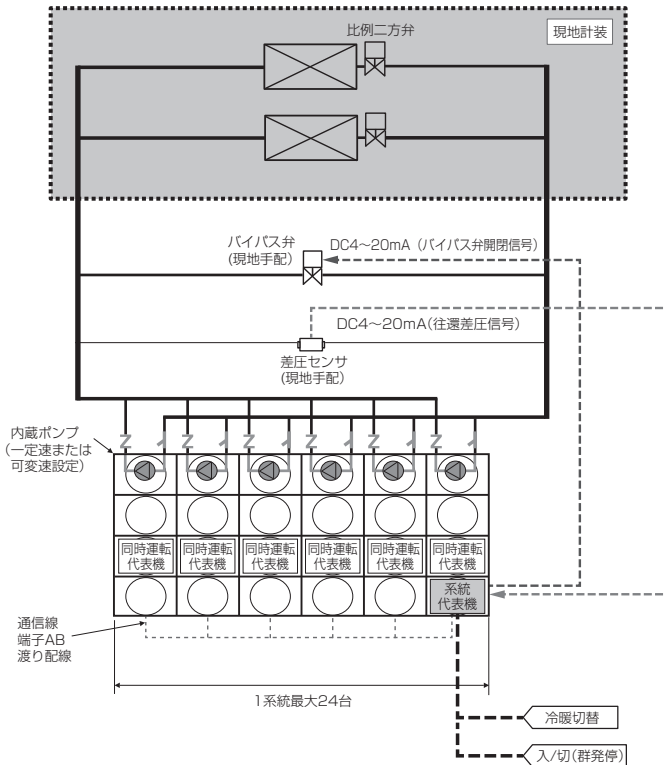 比例二方弁
現地計装
バイパス弁
(現地手配)
DC4～20mA（バイパス弁開閉信号）
DC4～20mA(往還差圧信号)
差圧センサ
(現地手配)
内蔵ポンプ
(一定速または
可変速設定)
同時運転
代表機
同時運転
代表機
同時運転
代表機
同時運転
代表機
同時運転
代表機
同時運転
代表機
系統
代表機
通信線
端子AB
渡り配線
1系統最大24台
冷暖切替
入/切(群発停)